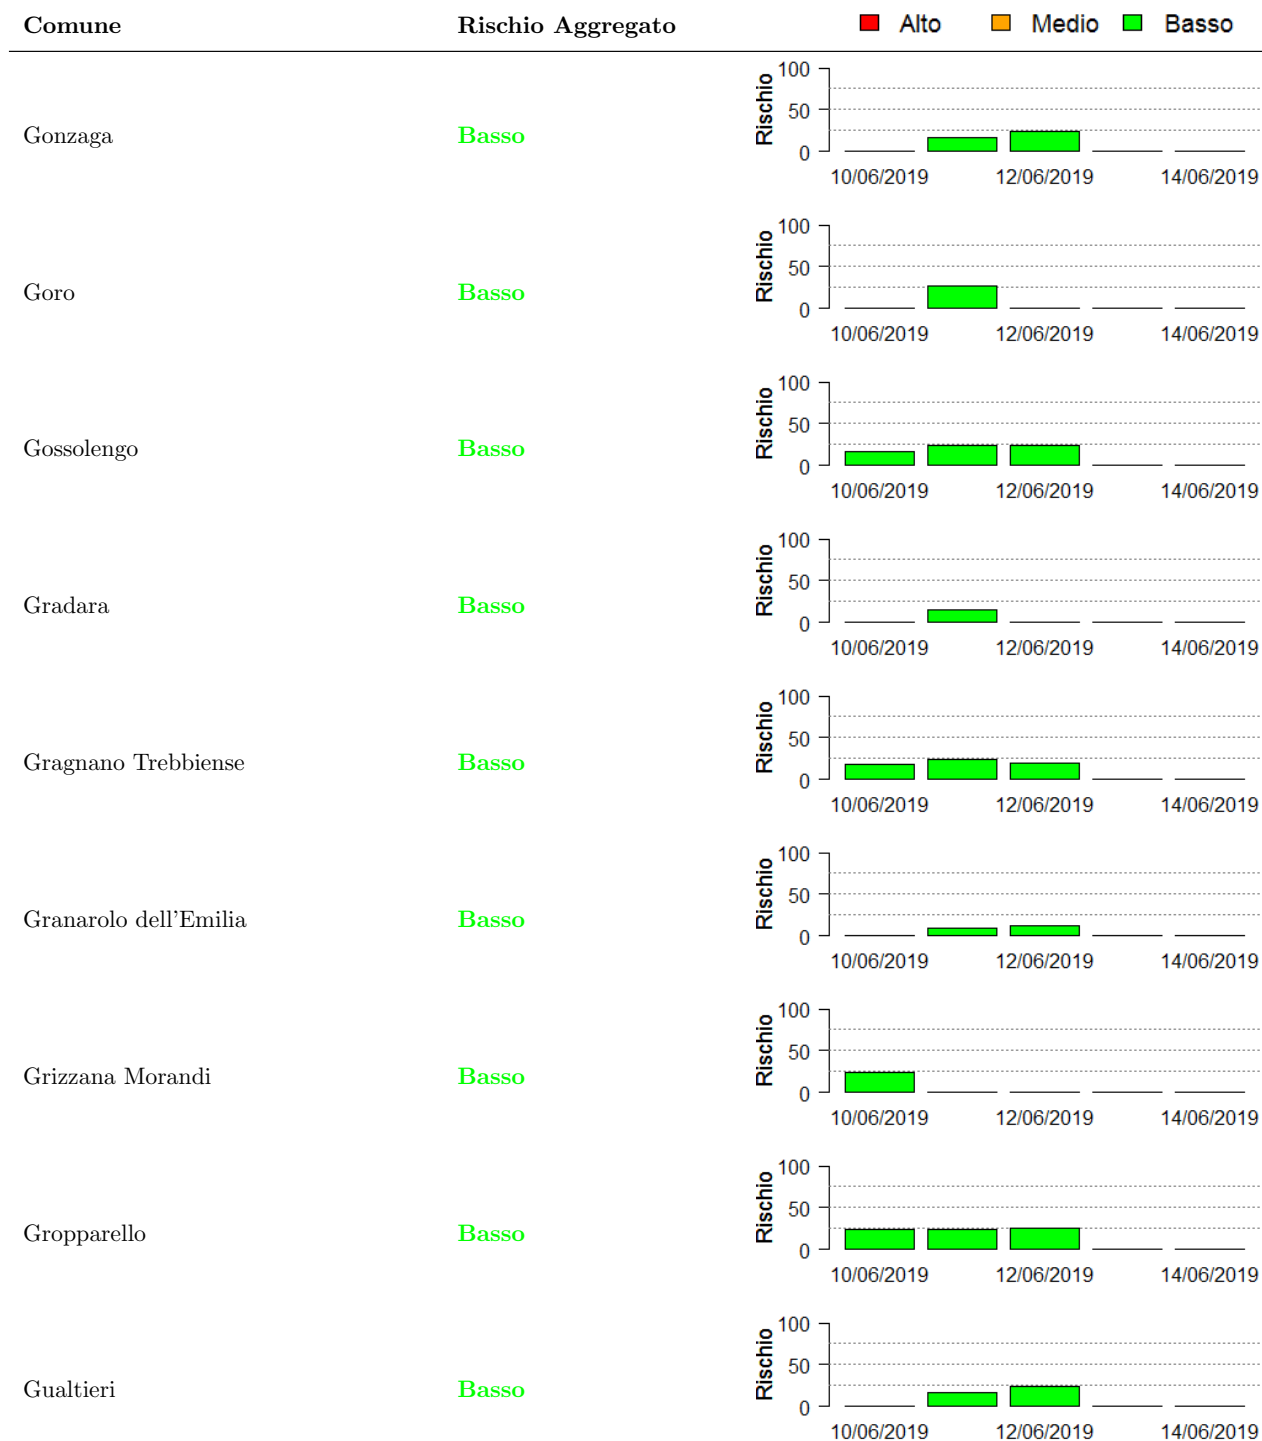 Comune Rischio Aggregato Alto Medio Basso
100
50
0
Rischio
Gonzaga Basso
10/06/2019 12/06/2019 14/06/2019
100
50
0
Rischio
Goro Basso
10/06/2019 12/06/2019 14/06/2019
100
50
0
Rischio
Gossolengo Basso
10/06/2019 12/06/2019 14/06/2019
100
50
0
Rischio
Gradara Basso
10/06/2019 12/06/2019 14/06/2019
100
50
0
Rischio
Gragnano Trebbiense Basso
10/06/2019 12/06/2019 14/06/2019
100
50
0
Rischio
Granarolo dell'Emilia Basso
10/06/2019 12/06/2019 14/06/2019
100
50
0
Rischio
Grizzana Morandi Basso
10/06/2019 12/06/2019 14/06/2019
100
50
0
Rischio
Gropparello Basso
10/06/2019 12/06/2019 14/06/2019
100
50
0
Rischio
Gualtieri Basso
10/06/2019 12/06/2019 14/06/2019